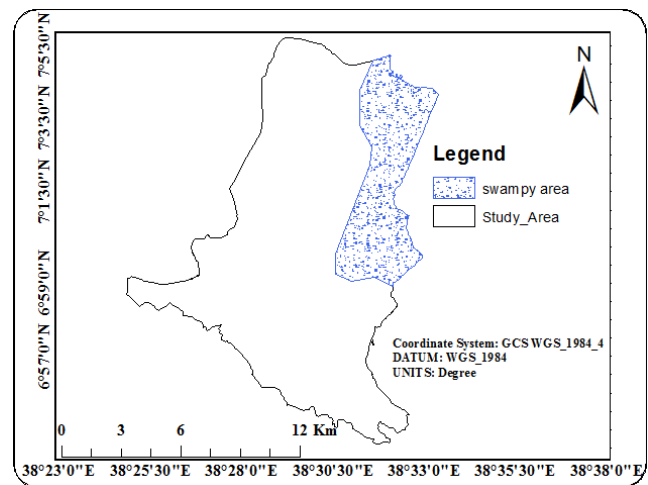 7°5'30"N
7°3'30"N
7°1'30"N
6°59'0"N
6°57'0"N
N
Legend
swampy area
Study_Area
Coordinate System: GCS WGS_1984_4
DATUM: WGS_1984
UNITS: Degree
0 3 6 12 Km
38°23'0"E 38°25'30"E 38°28'0"E 38°30'30"E 38°33'0"E 38°35'30"E 38°38'0"E